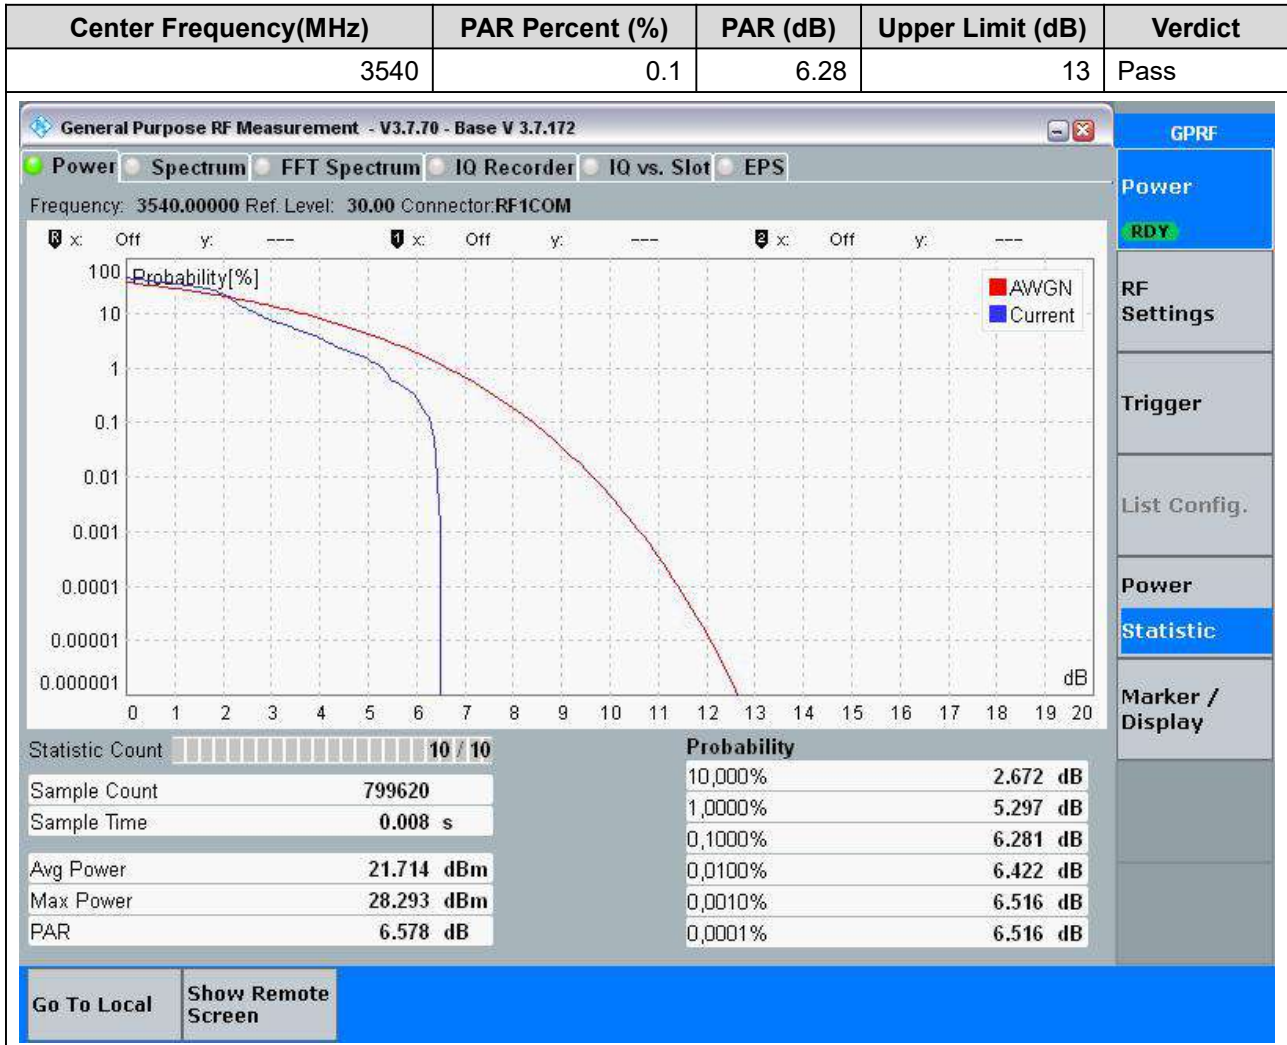 Center Frequency(MHz) PAR Percent (%) PAR (dB) Upper Limit (dB) Verdict
3540 0.1 6.28 13 Pass
General Purpose RF Measurement - V3.7.70 - Base V 3.7.172
GPRF
Power Spectrum FFT Spectrum IQ Recorder IQ vs. Slot EPS
Power
RDY
Frequency: 3540.00000 Ref. Level: 30.00 Connector:RF1COM
R x: Off y: --- 1 x: Off y: --- 2 x: Off y: ---
Probability[%]
AWGN
Current
100
10
1
0.1
0.01
0.001
0.0001
0.00001
0.000001
dB
0 1 2 3 4 5 6 7 8 9 10 11 12 13 14 15 16 17 18 19 20
RF
Settings
Trigger
List Config.
Power
Statistic
Marker /
Display
Statistic Count 10 / 10
Sample Count 799620
Sample Time 0.008 s
Avg Power 21.714 dBm
Max Power 28.293 dBm
PAR 6.578 dB
Probability
10,000% 2.672 dB
1,0000% 5.297 dB
0,1000% 6.281 dB
0,0100% 6.422 dB
0,0010% 6.516 dB
0,0001% 6.516 dB
Go To Local
Show Remote
Screen